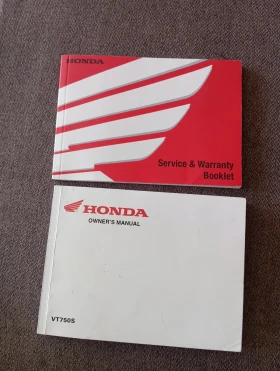 HONDA
Service & Warranty
Booklet
HONDA
OWNER'S MANUAL
VT750S